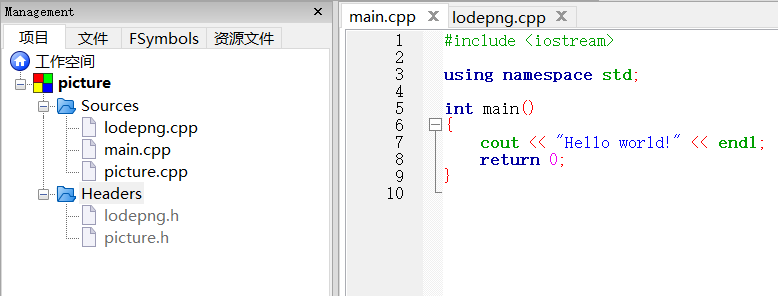 Management ×
项目 文件 FSymbols 资源文件
工作空间
picture
Sources
lodepng.cpp
main.cpp
picture.cpp
Headers
lodepng.h
picture.h
main.cpp X lodepng.cpp X
1 #include <iostream>
2
3 using namespace std;
4
5 int main()
6 {
7 cout << "Hello world!" << endl;
8 return 0;
9 }
10